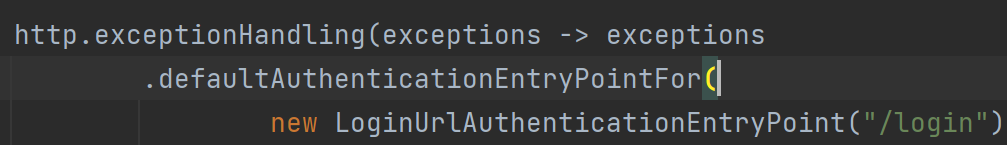 http.exceptionHandling(exceptions -> exceptions
.defaultAuthenticationEntryPointFor(
new LoginUrlAuthenticationEntryPoint("/login")